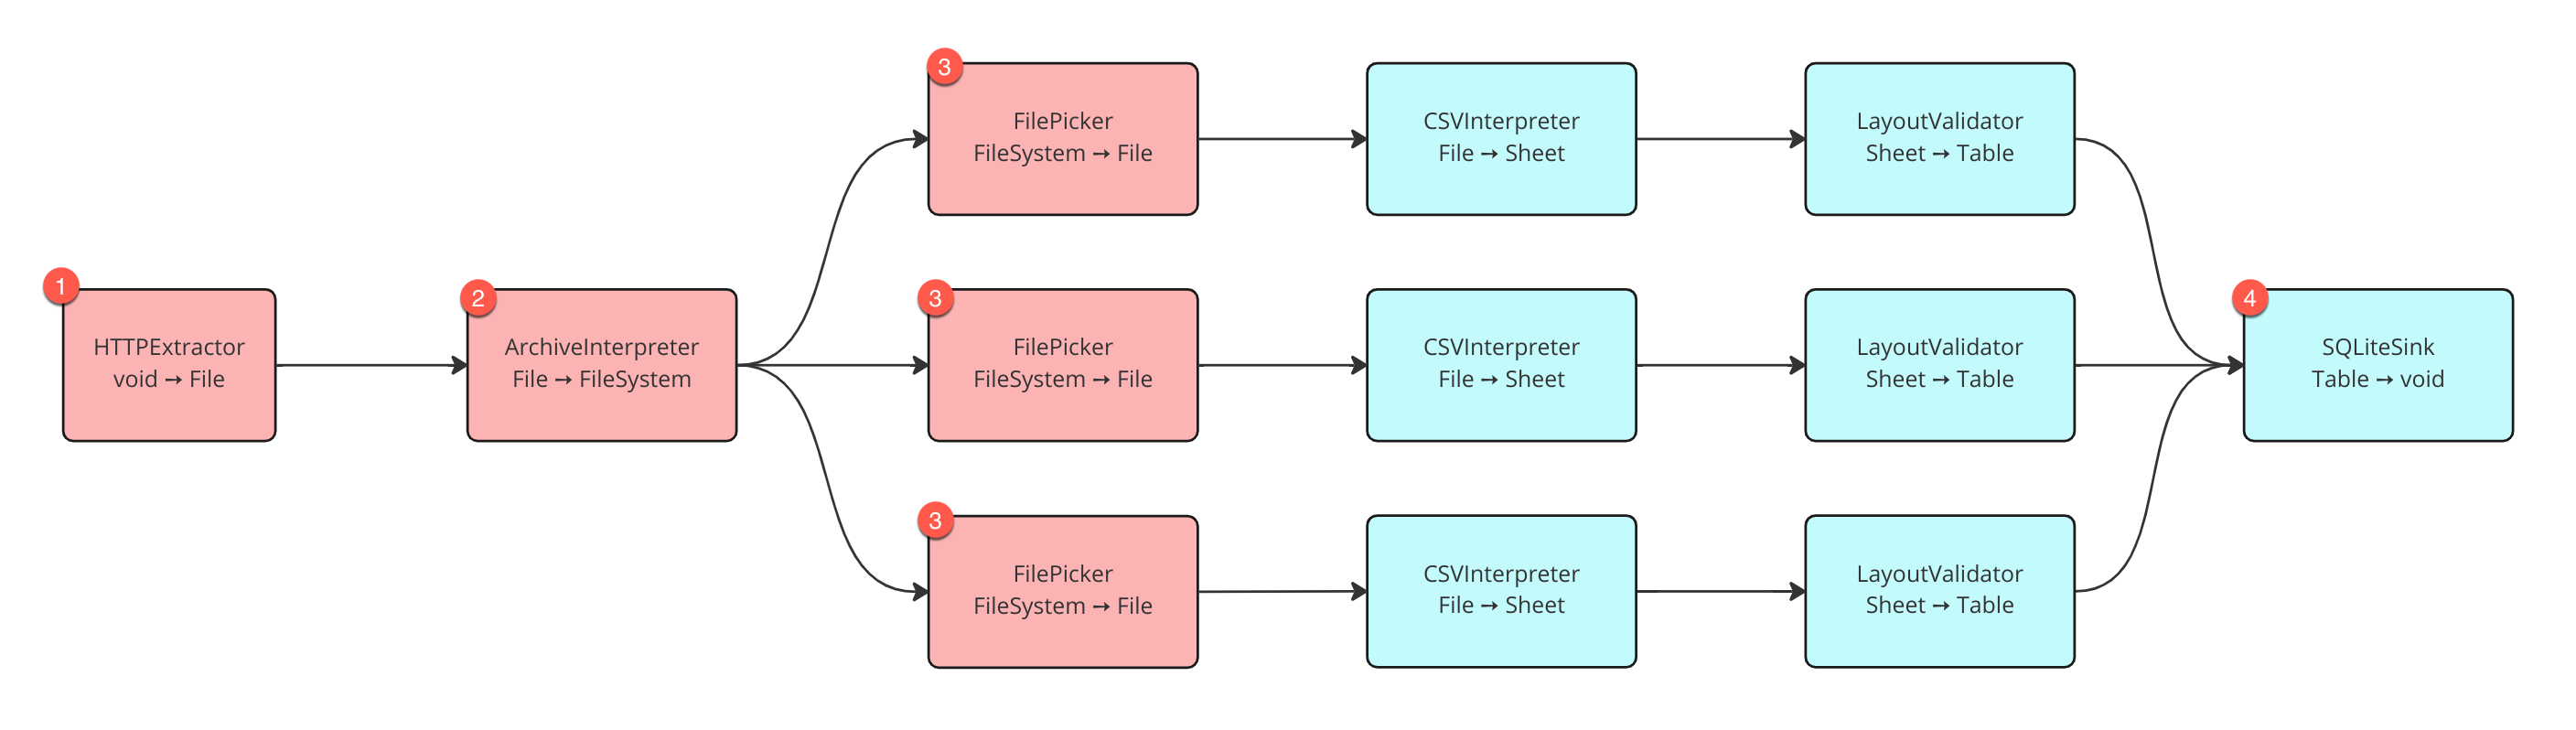 1
HTTPExtractor
void → File
2
ArchiveInterpreter
File → FileSystem
3
FilePicker
FileSystem → File
CSVInterpreter
File → Sheet
LayoutValidator
Sheet → Table
3
FilePicker
FileSystem → File
CSVInterpreter
File → Sheet
LayoutValidator
Sheet → Table
3
FilePicker
FileSystem → File
CSVInterpreter
File → Sheet
LayoutValidator
Sheet → Table
4
SQLiteSink
Table → void